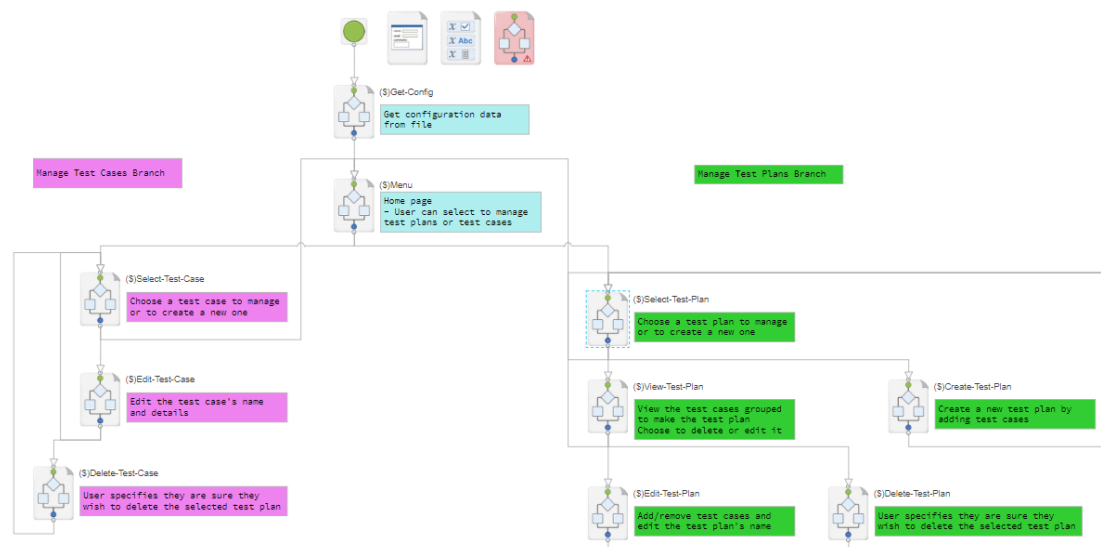 X
X Abc
X
($)Get-Config
Get configuration data
from file
Manage Test Cases Branch
Manage Test Plans Branch
($)Menu
Home page
- User can select to manage
test plans or test cases
($)Select-Test-Case
Choose a test case to manage
or to create a new one
($)Select-Test-Plan
Choose a test plan to manage
or to create a new one
($)Edit-Test-Case
Edit the test case's name
and details
($)View-Test-Plan
View the test cases grouped
to make the test plan
Choose to delete or edit it
($)Create-Test-Plan
Create a new test plan by
adding test cases
($)Delete-Test-Case
User specifies they are sure they
wish to delete the selected test plan
($)Edit-Test-Plan
Add/remove test cases and
edit the test plan's name
($)Delete-Test-Plan
User specifies they are sure they
wish to delete the selected test plan